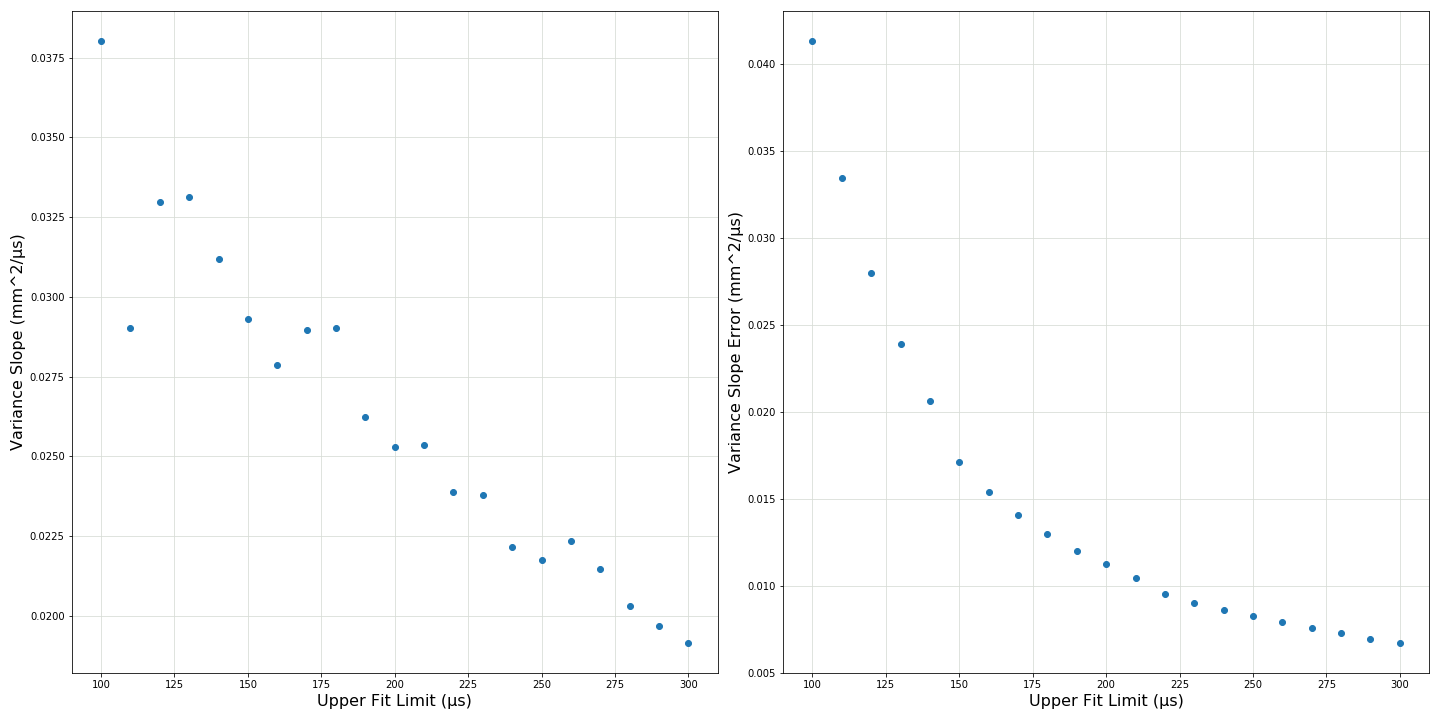 0.0375
0.0350
0.0325
0.0300
0.0275
0.0250
0.0225
0.0200
Variance Slope (mm^2/µs)
100 125 150 175 200 225 250 275 300
Upper Fit Limit (µs)
0.040
0.035
0.030
0.025
0.020
0.015
0.010
0.005
Variance Slope Error (mm^2/µs)
100 125 150 175 200 225 250 275 300
Upper Fit Limit (µs)